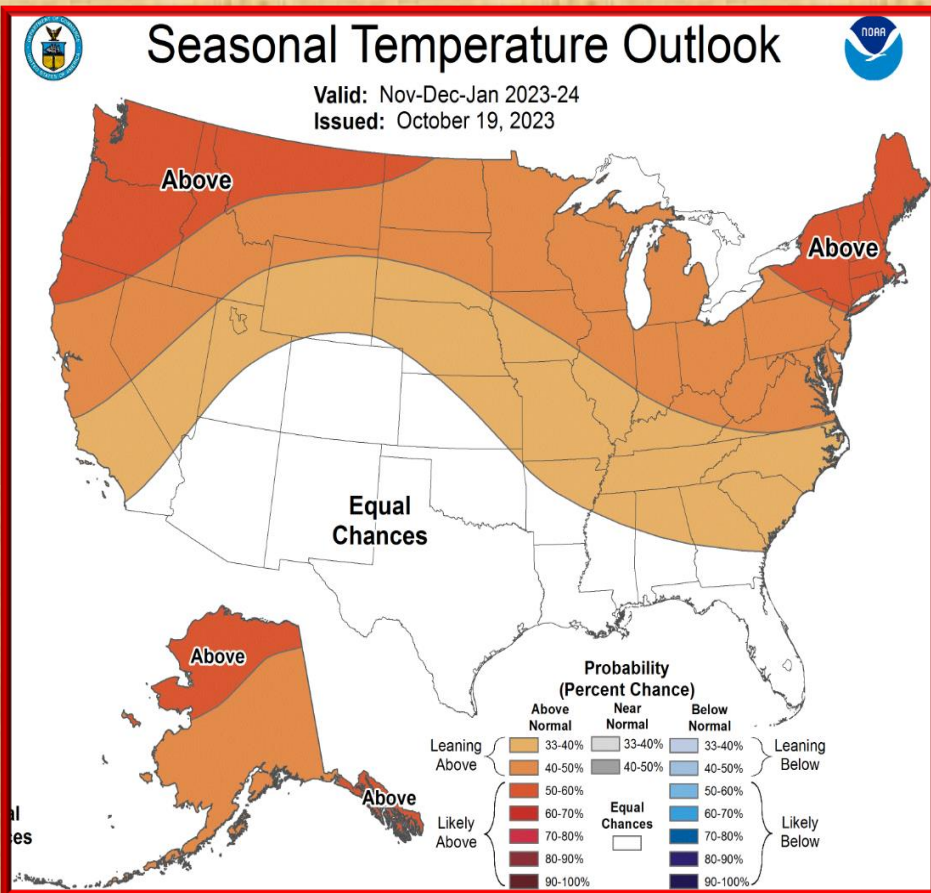 Seasonal Temperature Outlook
NOAA
Valid: Nov-Dec-Jan 2023-24
Issued: October 19, 2023
Above
Above
Equal
Chances
Above
Above
al
es
Probability
(Percent Chance)
Above
Normal
Near
Normal
Below
Normal
Leaning
Above
33-40%
33-40%
33-40%
Leaning
Below
40-50%
40-50%
40-50%
Likely
Above
50-60%
50-60%
Likely
Below
60-70%
Equal
Chances
60-70%
70-80%
70-80%
80-90%
80-90%
90-100%
90-100%